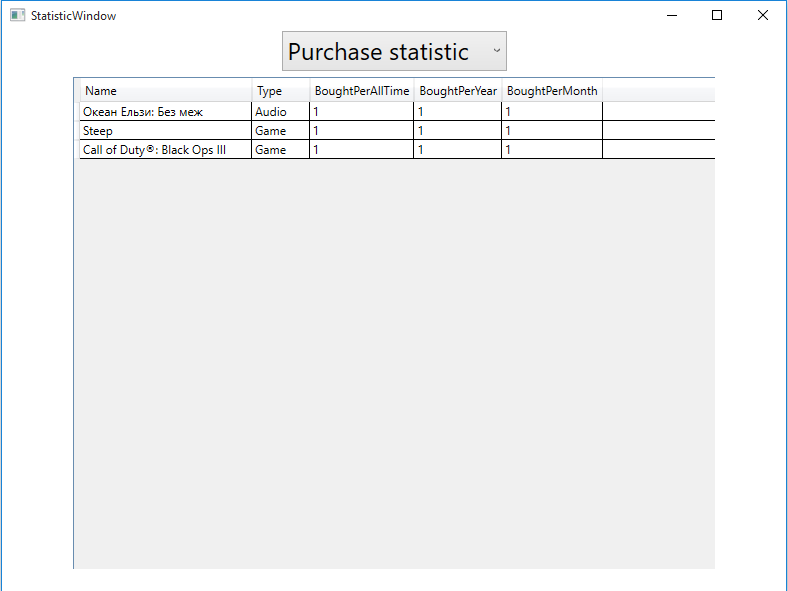 StatisticWindow
Purchase statistic
Name Type BoughtPerAllTime BoughtPerYear BoughtPerMonth
Океан Ельзи: Без меж Audio 1 1 1
Steep Game 1 1 1
Call of Duty®: Black Ops III Game 1 1 1